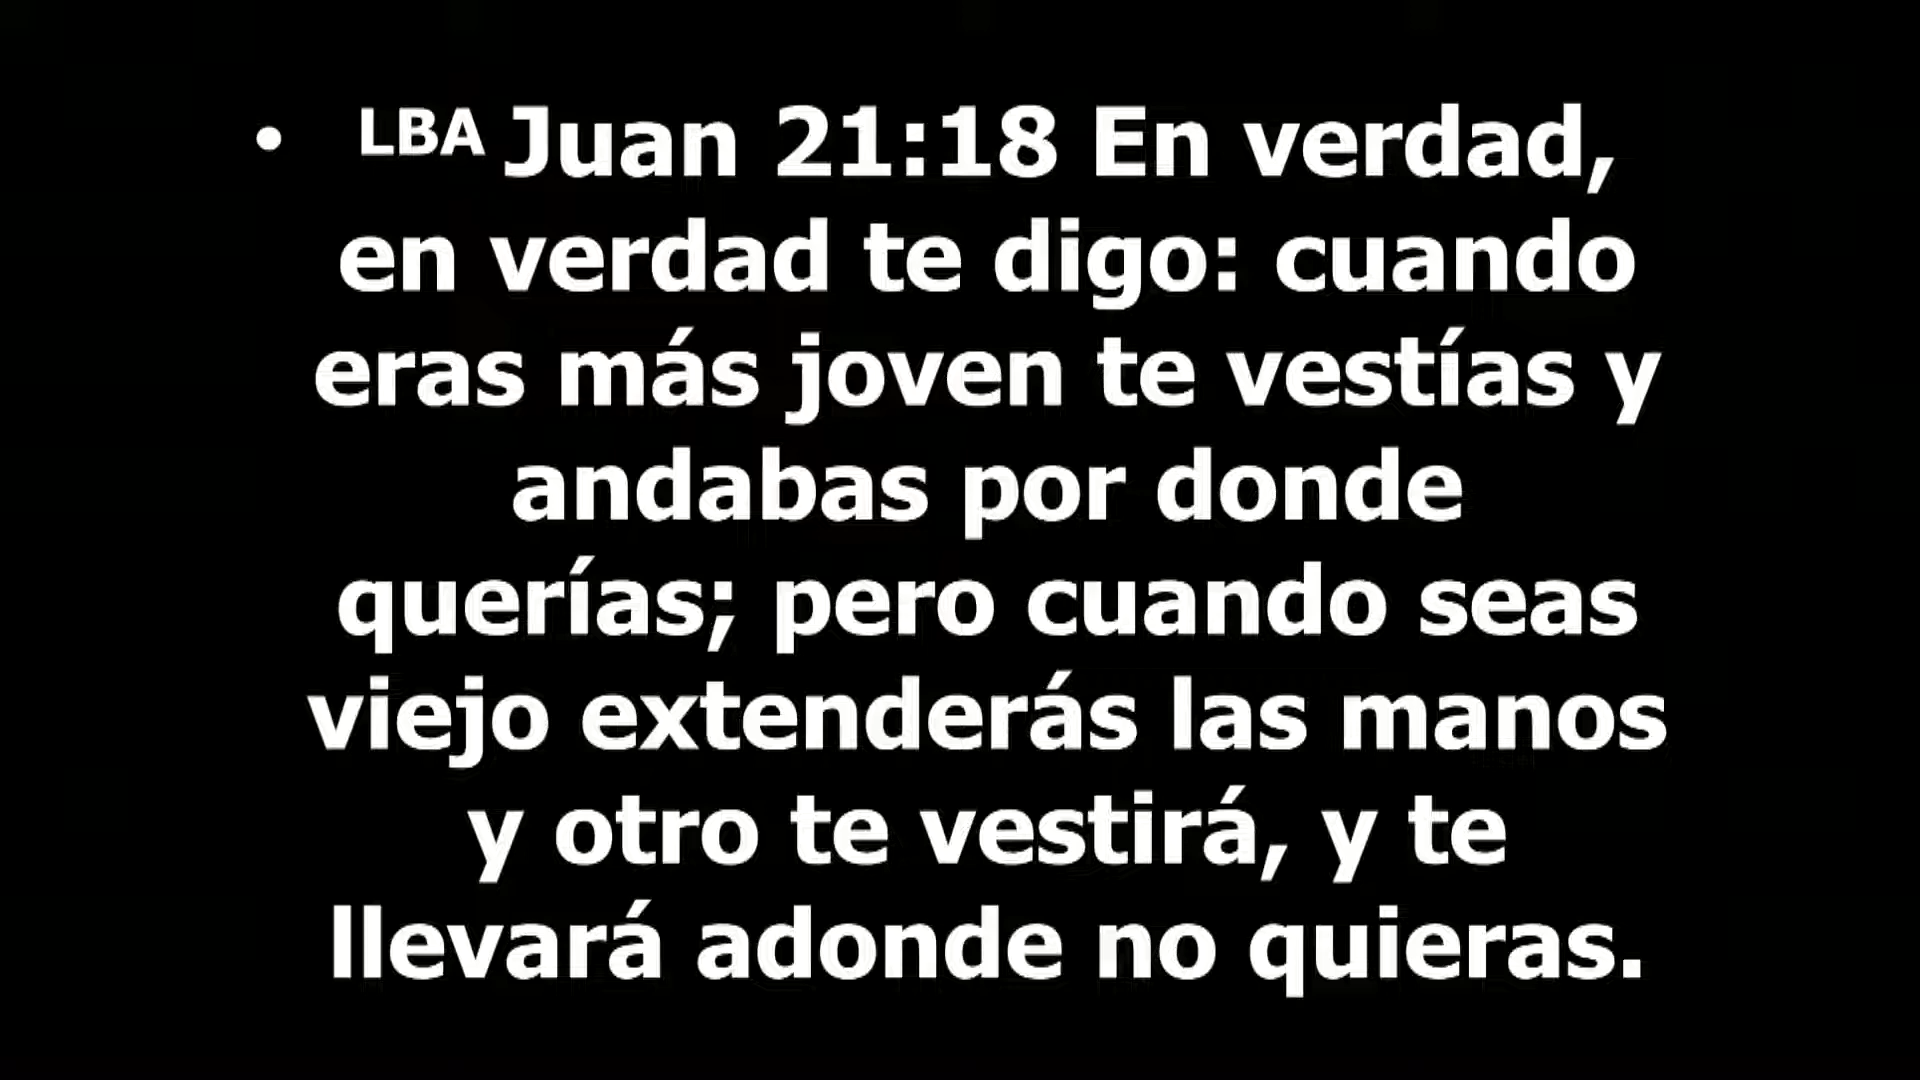 • LBA Juan 21:18 En verdad,
en verdad te digo: cuando
eras más joven te vestías y
andabas por donde
querías; pero cuando seas
viejo extenderás las manos
y otro te vestirá, y te
llevará adonde no quieras.